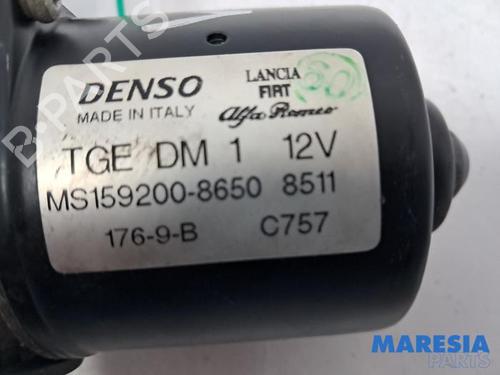 DENSO
MADE IN ITALY
LANCIA
FIAT
Alfa Romeo
60
TGE DM 1 12V
MS159200-8650 8511
176-9-B C757
B-PARTS
MARESIA
PARTS